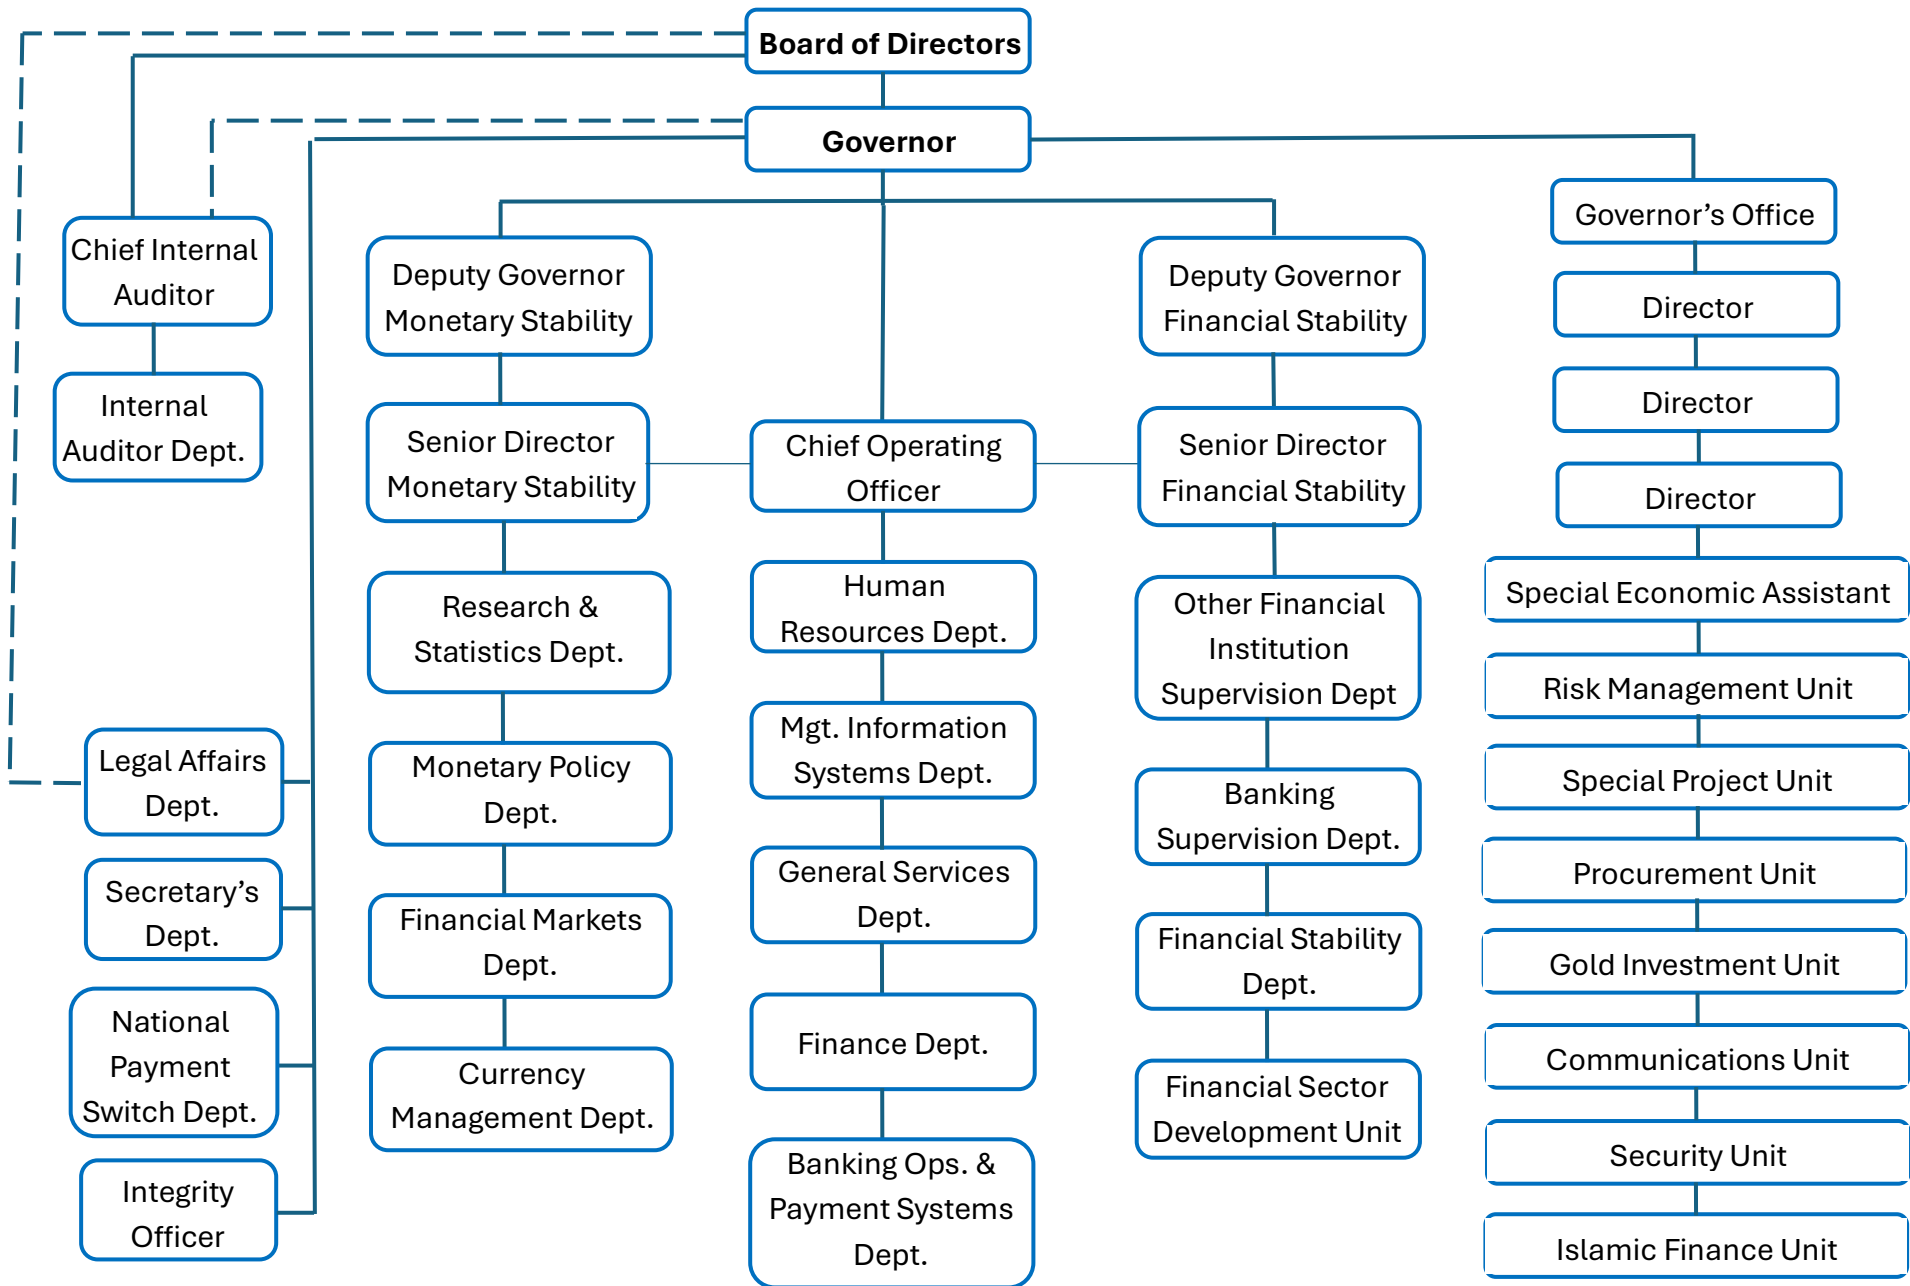 Board of Directors
Governor
Chief Internal
Auditor
Internal
Auditor Dept.
Legal Affairs
Dept.
Secretary’s
Dept.
National
Payment
Switch Dept.
Integrity
Officer
Deputy Governor
Monetary Stability
Senior Director
Monetary Stability
Research &
Statistics Dept.
Monetary Policy
Dept.
Financial Markets
Dept.
Currency
Management Dept.
Chief Operating
Officer
Human
Resources Dept.
Mgt. Information
Systems Dept.
General Services
Dept.
Finance Dept.
Banking Ops. &
Payment Systems
Dept.
Deputy Governor
Financial Stability
Senior Director
Financial Stability
Other Financial
Institution
Supervision Dept
Banking
Supervision Dept.
Financial Stability
Dept.
Financial Sector
Development Unit
Governor’s Office
Director
Director
Director
Special Economic Assistant
Risk Management Unit
Special Project Unit
Procurement Unit
Gold Investment Unit
Communications Unit
Security Unit
Islamic Finance Unit